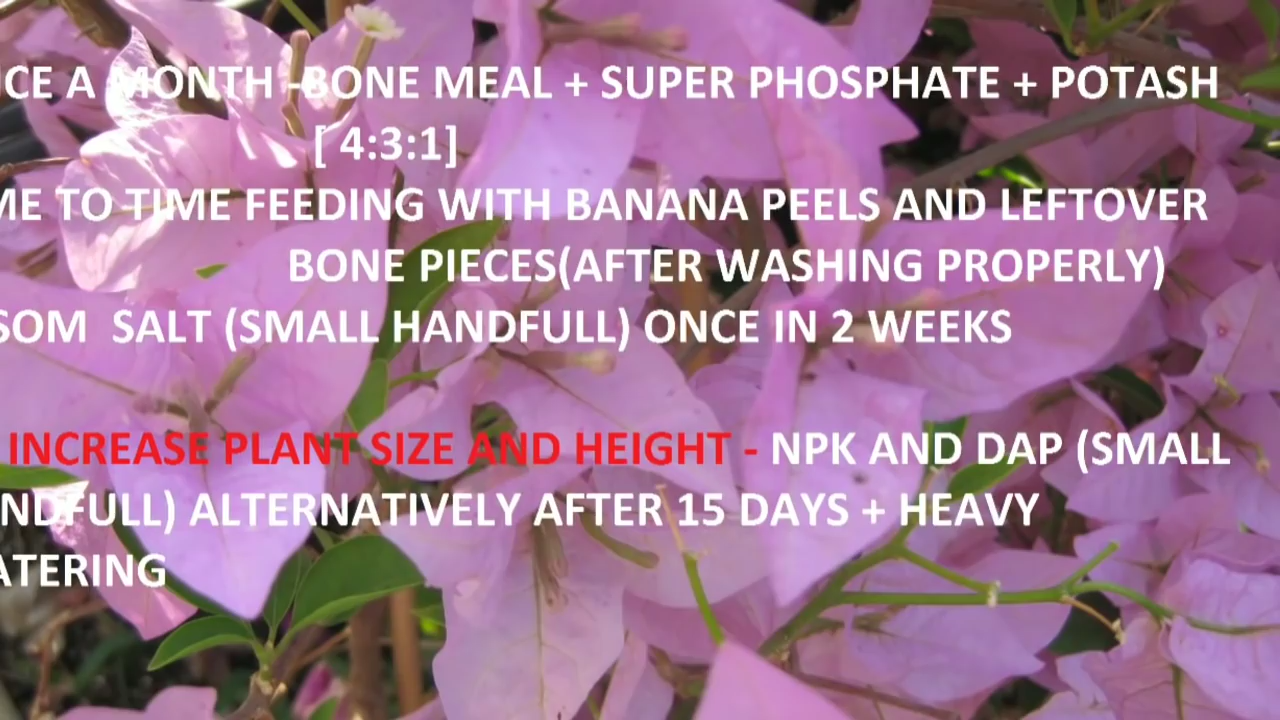 CE A MONTH -BONE MEAL + SUPER PHOSPHATE + POTASH
[ 4:3:1]
ME TO TIME FEEDING WITH BANANA PEELS AND LEFTOVER
BONE PIECES(AFTER WASHING PROPERLY)
SOM SALT (SMALL HANDFULL) ONCE IN 2 WEEKS
INCREASE PLANT SIZE AND HEIGHT - NPK AND DAP (SMALL
NDFULL) ALTERNATIVELY AFTER 15 DAYS + HEAVY
ATERING